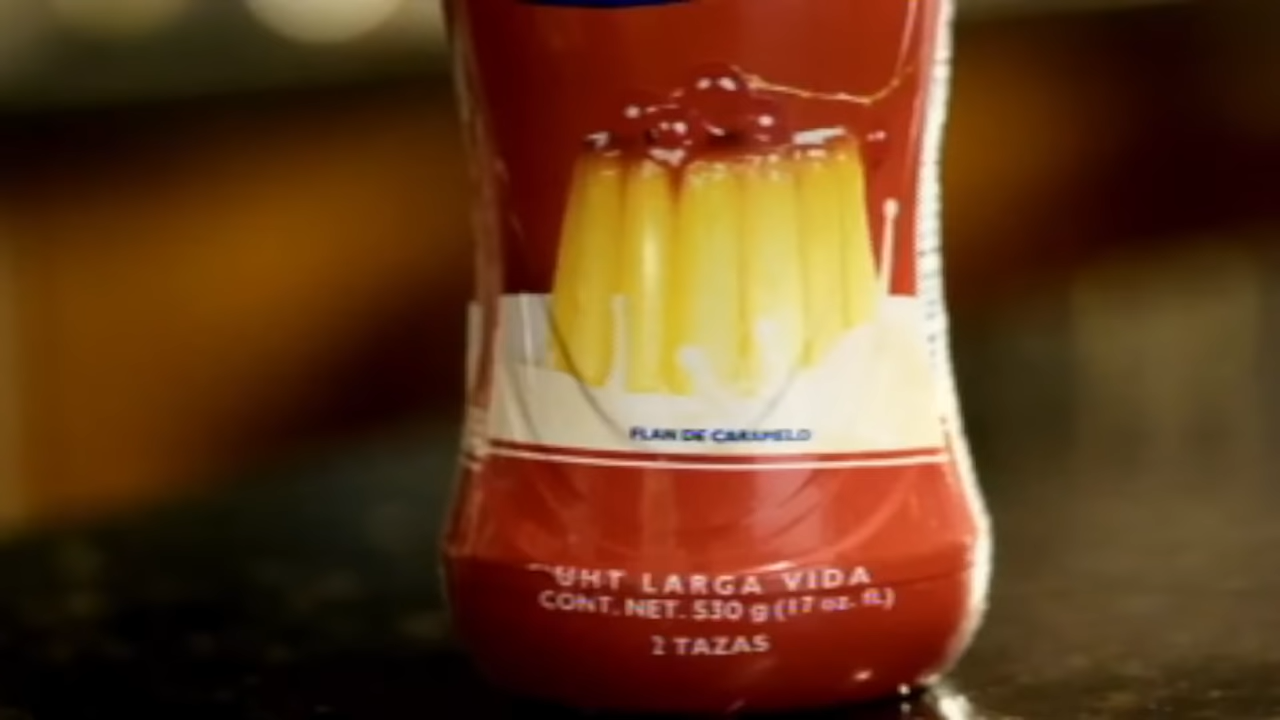 FLAN DE CARAMELO
UHT LARGA VIDA
CONT. NET. 530 g (17 oz. fl.)
2 TAZAS